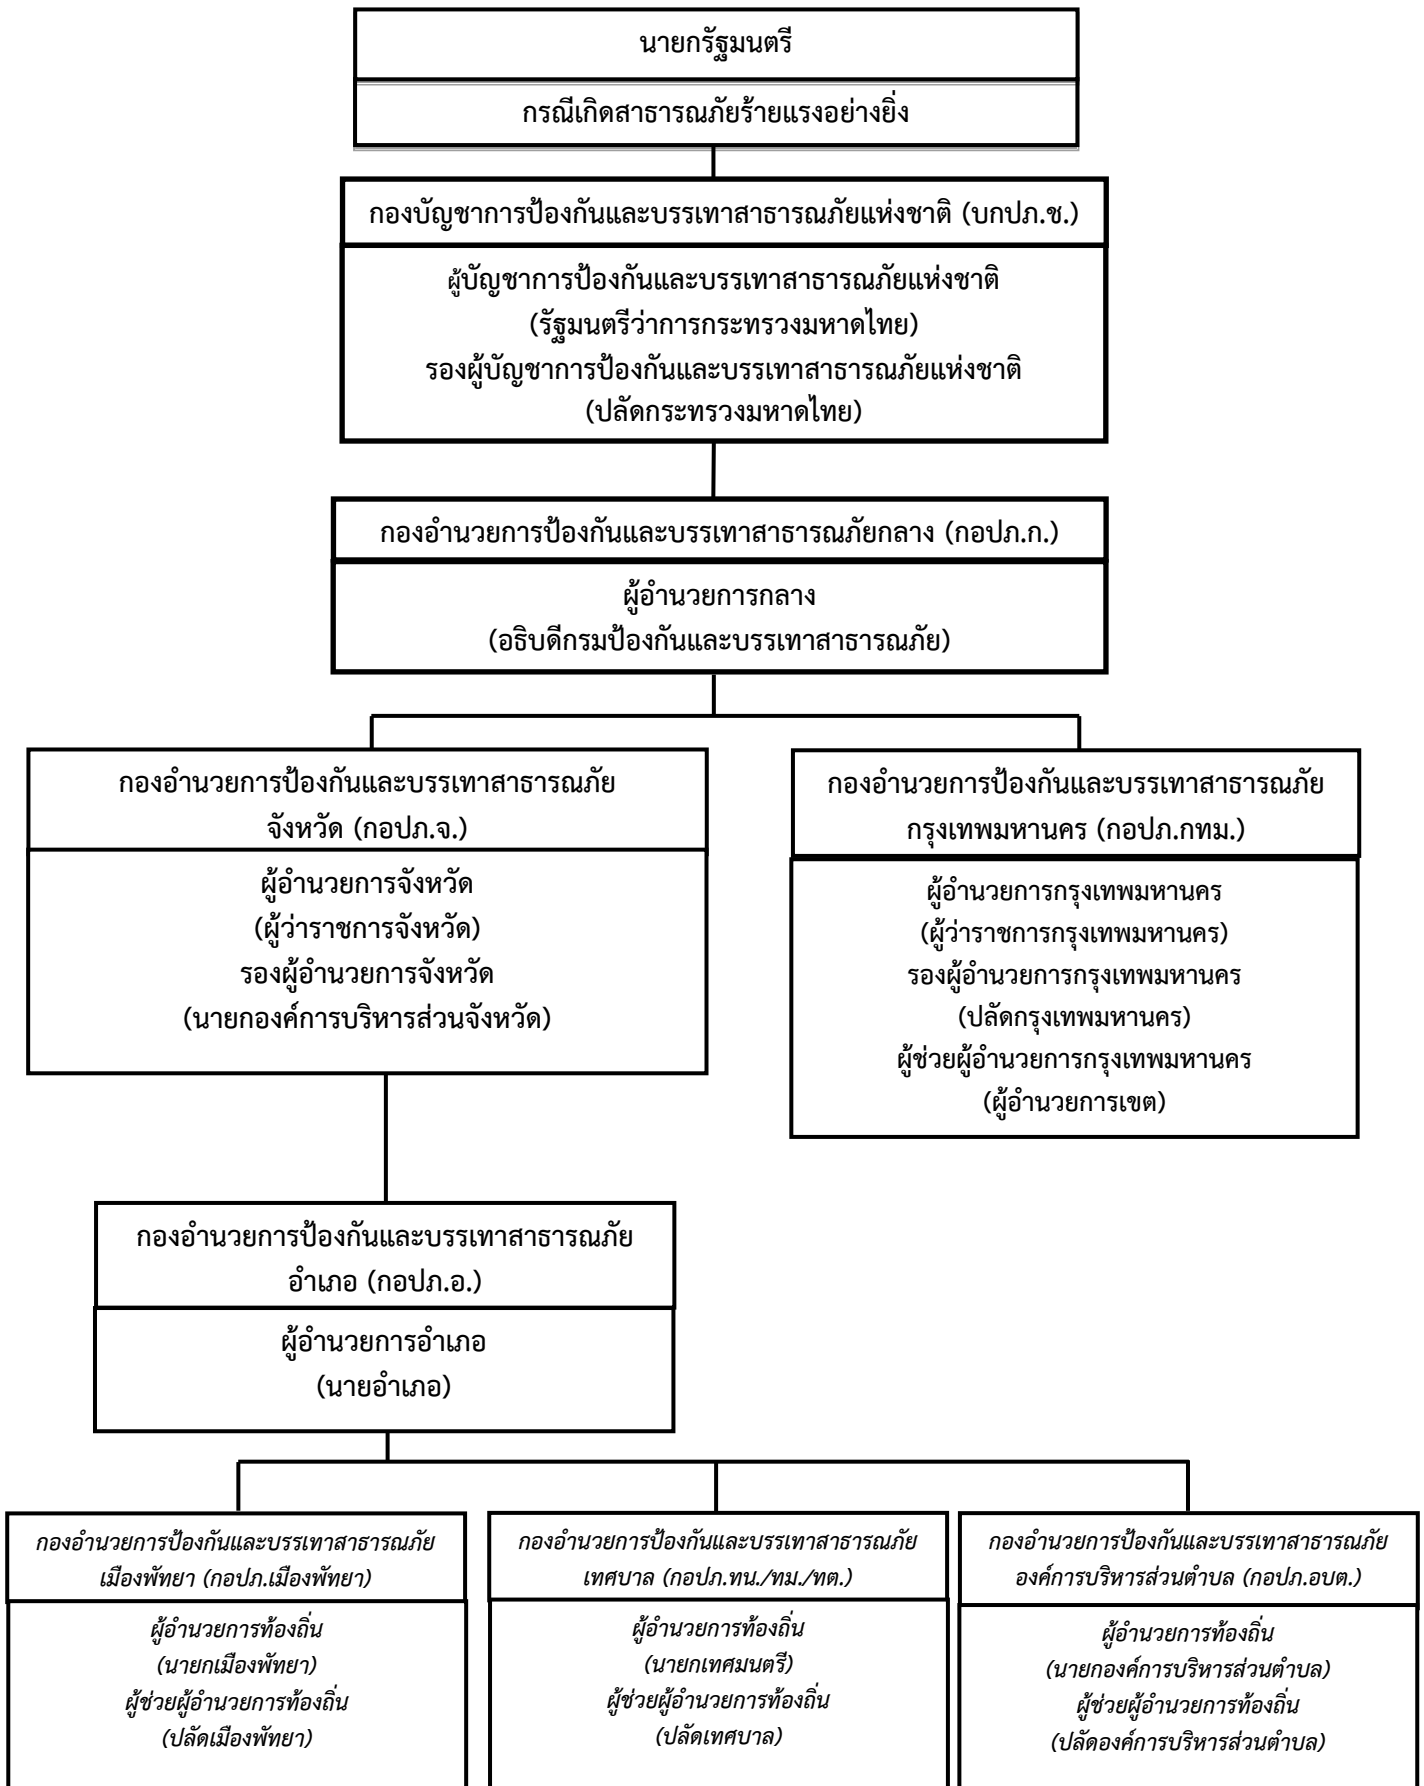 นายกรัฐมนตรี
กรณีเกิดสาธารณภัยร้ายแรงอย่างยิ่ง
กองบัญชาการป้องกันและบรรเทาสาธารณภัยแห่งชาติ (บกปภ.ช.)
ผู้บัญชาการป้องกันและบรรเทาสาธารณภัยแห่งชาติ
(รัฐมนตรีว่าการกระทรวงมหาดไทย)
รองผู้บัญชาการป้องกันและบรรเทาสาธารณภัยแห่งชาติ
(ปลัดกระทรวงมหาดไทย)
กองอำนวยการป้องกันและบรรเทาสาธารณภัยกลาง (กอปภ.ก.)
ผู้อำนวยการกลาง
(อธิบดีกรมป้องกันและบรรเทาสาธารณภัย)
กองอำนวยการป้องกันและบรรเทาสาธารณภัย
จังหวัด (กอปภ.จ.)
ผู้อำนวยการจังหวัด
(ผู้ว่าราชการจังหวัด)
รองผู้อำนวยการจังหวัด
(นายกองค์การบริหารส่วนจังหวัด)
กองอำนวยการป้องกันและบรรเทาสาธารณภัย
กรุงเทพมหานคร (กอปภ.กทม.)
ผู้อำนวยการกรุงเทพมหานคร
(ผู้ว่าราชการกรุงเทพมหานคร)
รองผู้อำนวยการกรุงเทพมหานคร
(ปลัดกรุงเทพมหานคร)
ผู้ช่วยผู้อำนวยการกรุงเทพมหานคร
(ผู้อำนวยการเขต)
กองอำนวยการป้องกันและบรรเทาสาธารณภัย
อำเภอ (กอปภ.อ.)
ผู้อำนวยการอำเภอ
(นายอำเภอ)
กองอำนวยการป้องกันและบรรเทาสาธารณภัย
เมืองพัทยา (กอปภ.เมืองพัทยา)
ผู้อำนวยการท้องถิ่น
(นายกเมืองพัทยา)
ผู้ช่วยผู้อำนวยการท้องถิ่น
(ปลัดเมืองพัทยา)
กองอำนวยการป้องกันและบรรเทาสาธารณภัย
เทศบาล (กอปภ.ทน./ทม./ทต.)
ผู้อำนวยการท้องถิ่น
(นายกเทศมนตรี)
ผู้ช่วยผู้อำนวยการท้องถิ่น
(ปลัดเทศบาล)
กองอำนวยการป้องกันและบรรเทาสาธารณภัย
องค์การบริหารส่วนตำบล (กอปภ.อบต.)
ผู้อำนวยการท้องถิ่น
(นายกองค์การบริหารส่วนตำบล)
ผู้ช่วยผู้อำนวยการท้องถิ่น
(ปลัดองค์การบริหารส่วนตำบล)